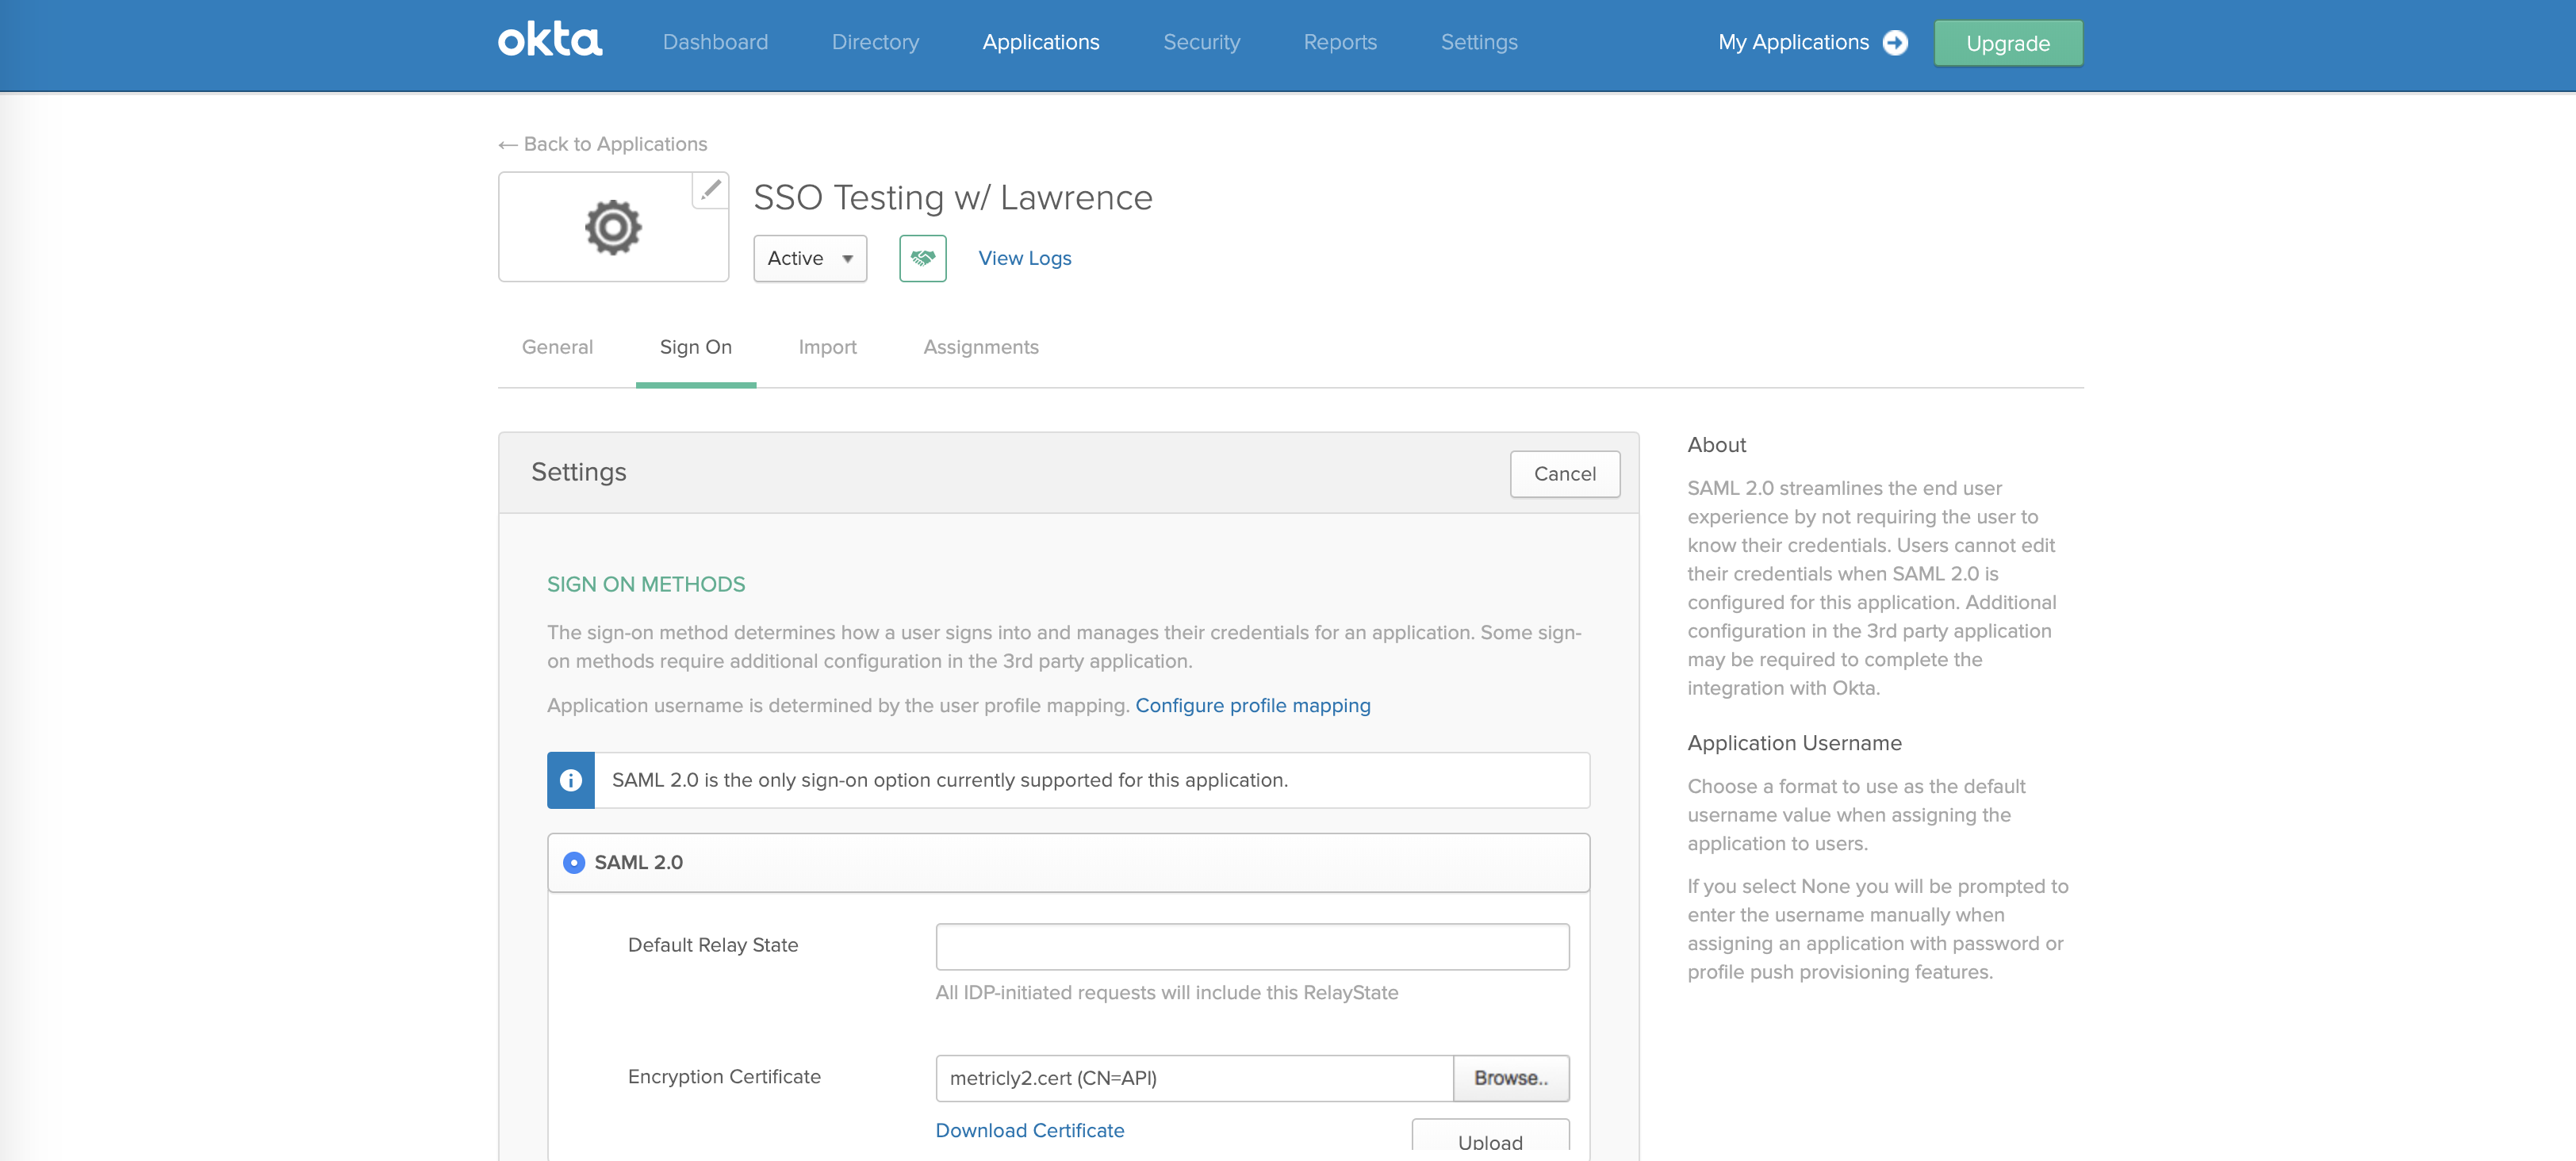 okta
Dashboard
Directory
Applications
Security
Reports
Settings
My Applications
Upgrade
← Back to Applications
SSO Testing w/ Lawrence
Active
View Logs
General
Sign On
Import
Assignments
Settings
Cancel
SIGN ON METHODS
The sign-on method determines how a user signs into and manages their credentials for an application. Some sign-
on methods require additional configuration in the 3rd party application.
Application username is determined by the user profile mapping. Configure profile mapping
SAML 2.0 is the only sign-on option currently supported for this application.
SAML 2.0
Default Relay State
All IDP-initiated requests will include this RelayState
Encryption Certificate
metricly2.cert (CN=API)
Browse..
Download Certificate
Upload
About
SAML 2.0 streamlines the end user
experience by not requiring the user to
know their credentials. Users cannot edit
their credentials when SAML 2.0 is
configured for this application. Additional
configuration in the 3rd party application
may be required to complete the
integration with Okta.
Application Username
Choose a format to use as the default
username value when assigning the
application to users.
If you select None you will be prompted to
enter the username manually when
assigning an application with password or
profile push provisioning features.